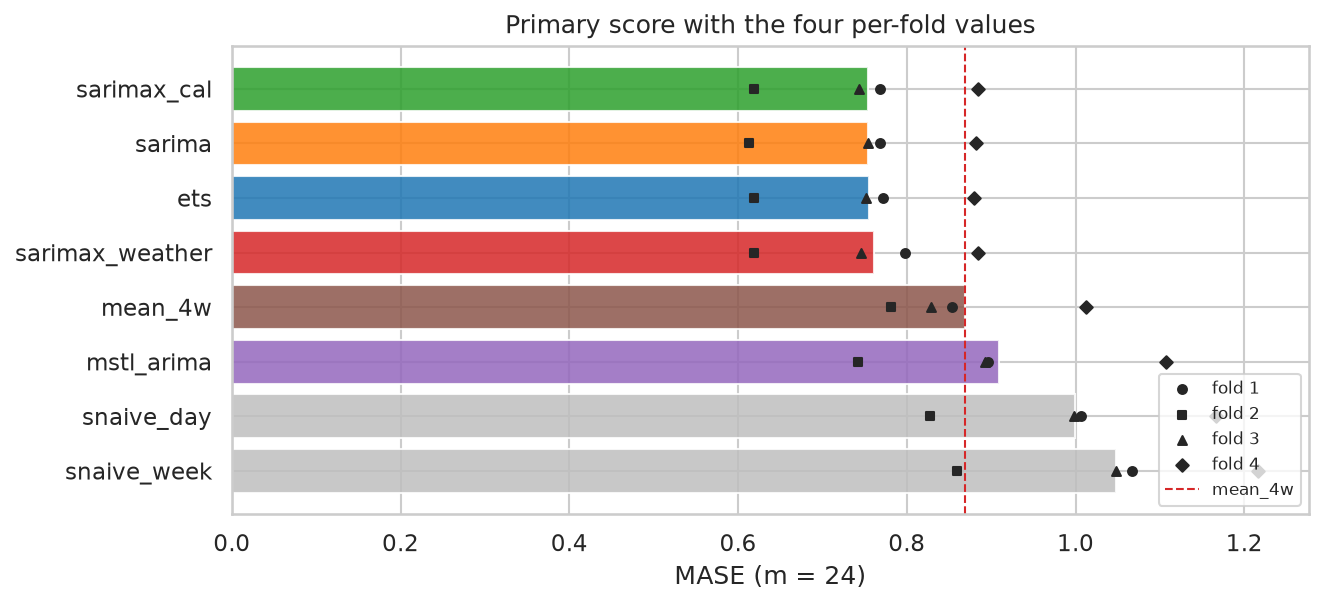 Primary score with the four per-fold values
sarimax_cal
sarima
ets
sarimax_weather
mean_4w
mstl_arima
snaive_day
snaive_week
fold 1
fold 2
fold 3
fold 4
mean_4w
0.0 0.2 0.4 0.6 0.8 1.0 1.2
MASE (m = 24)